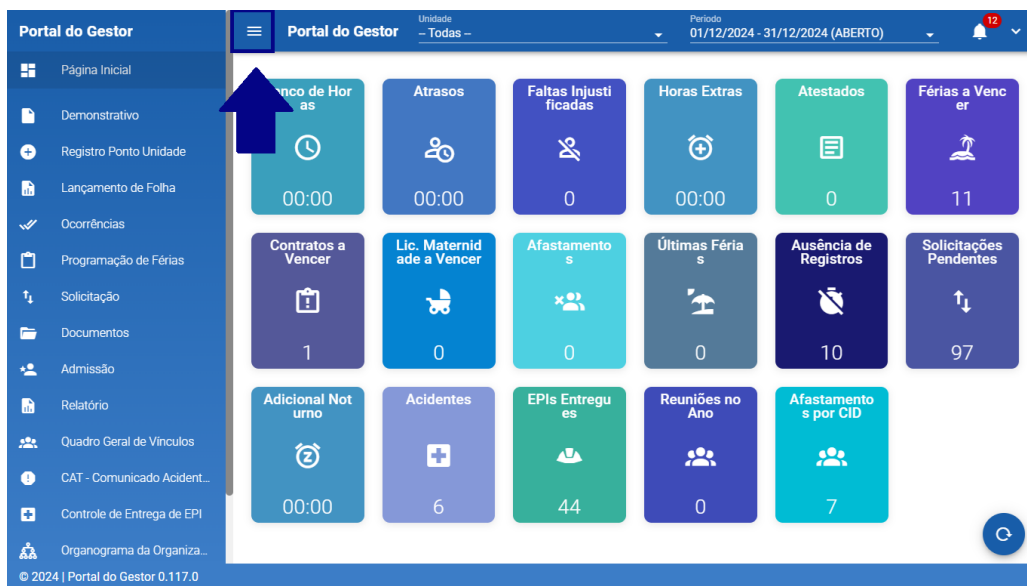 Portal do Gestor
Portal do Gestor
Unidade
-- Todas --
Período
01/12/2024 - 31/12/2024 (ABERTO)
12
Página Inicial
Demonstrativo
Registro Ponto Unidade
Lançamento de Folha
Ocorrências
Programação de Férias
Solicitação
Documentos
Admissão
Relatório
Quadro Geral de Vínculos
CAT - Comunicado Acident...
Controle de Entrega de EPI
Organograma da Organiza...
© 2024 | Portal do Gestor 0.117.0
nco de Hor
as
00:00
Atrasos
00:00
Faltas Injusti
ficadas
0
Horas Extras
00:00
Atestados
0
Férias a Venc
er
11
Contratos a
Vencer
1
Lic. Maternid
ade a Vencer
0
Afastamento
s
0
Últimas Féria
s
0
Ausência de
Registros
10
Solicitações
Pendentes
97
Adicional Not
urno
00:00
Acidentes
6
EPIs Entregu
es
44
Reuniões no
Ano
0
Afastamento
s por CID
7